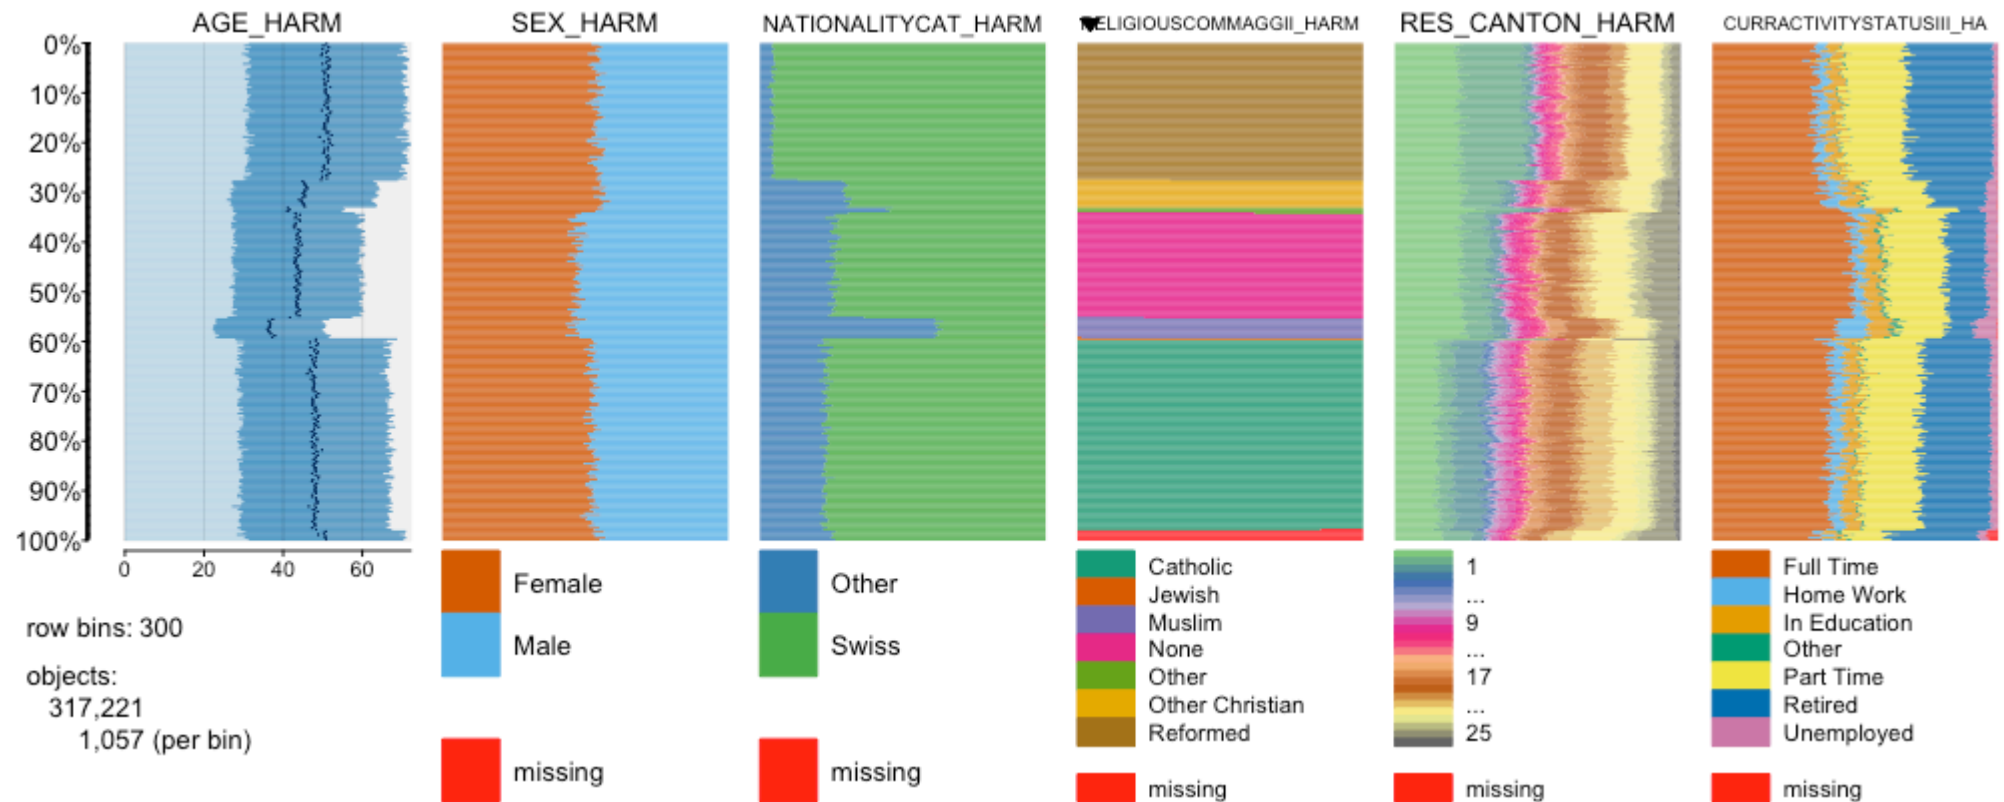 AGE_HARM SEX_HARM NATIONALITYCAT_HARM ELIGIOUSCOMMAGGII_HARM RES_CANTON_HARM CURRACTIVITYSTATUSIII_HA
0%
10%
20%
30%
40%
50%
60%
70%
80%
90%
100%
0 20 40 60
row bins: 300
objects:
317,221
1,057 (per bin)
Female
Male
missing
Other
Swiss
missing
Catholic
Jewish
Muslim
None
Other
Other Christian
Reformed
missing
1
...
9
...
17
...
25
missing
Full Time
Home Work
In Education
Other
Part Time
Retired
Unemployed
missing